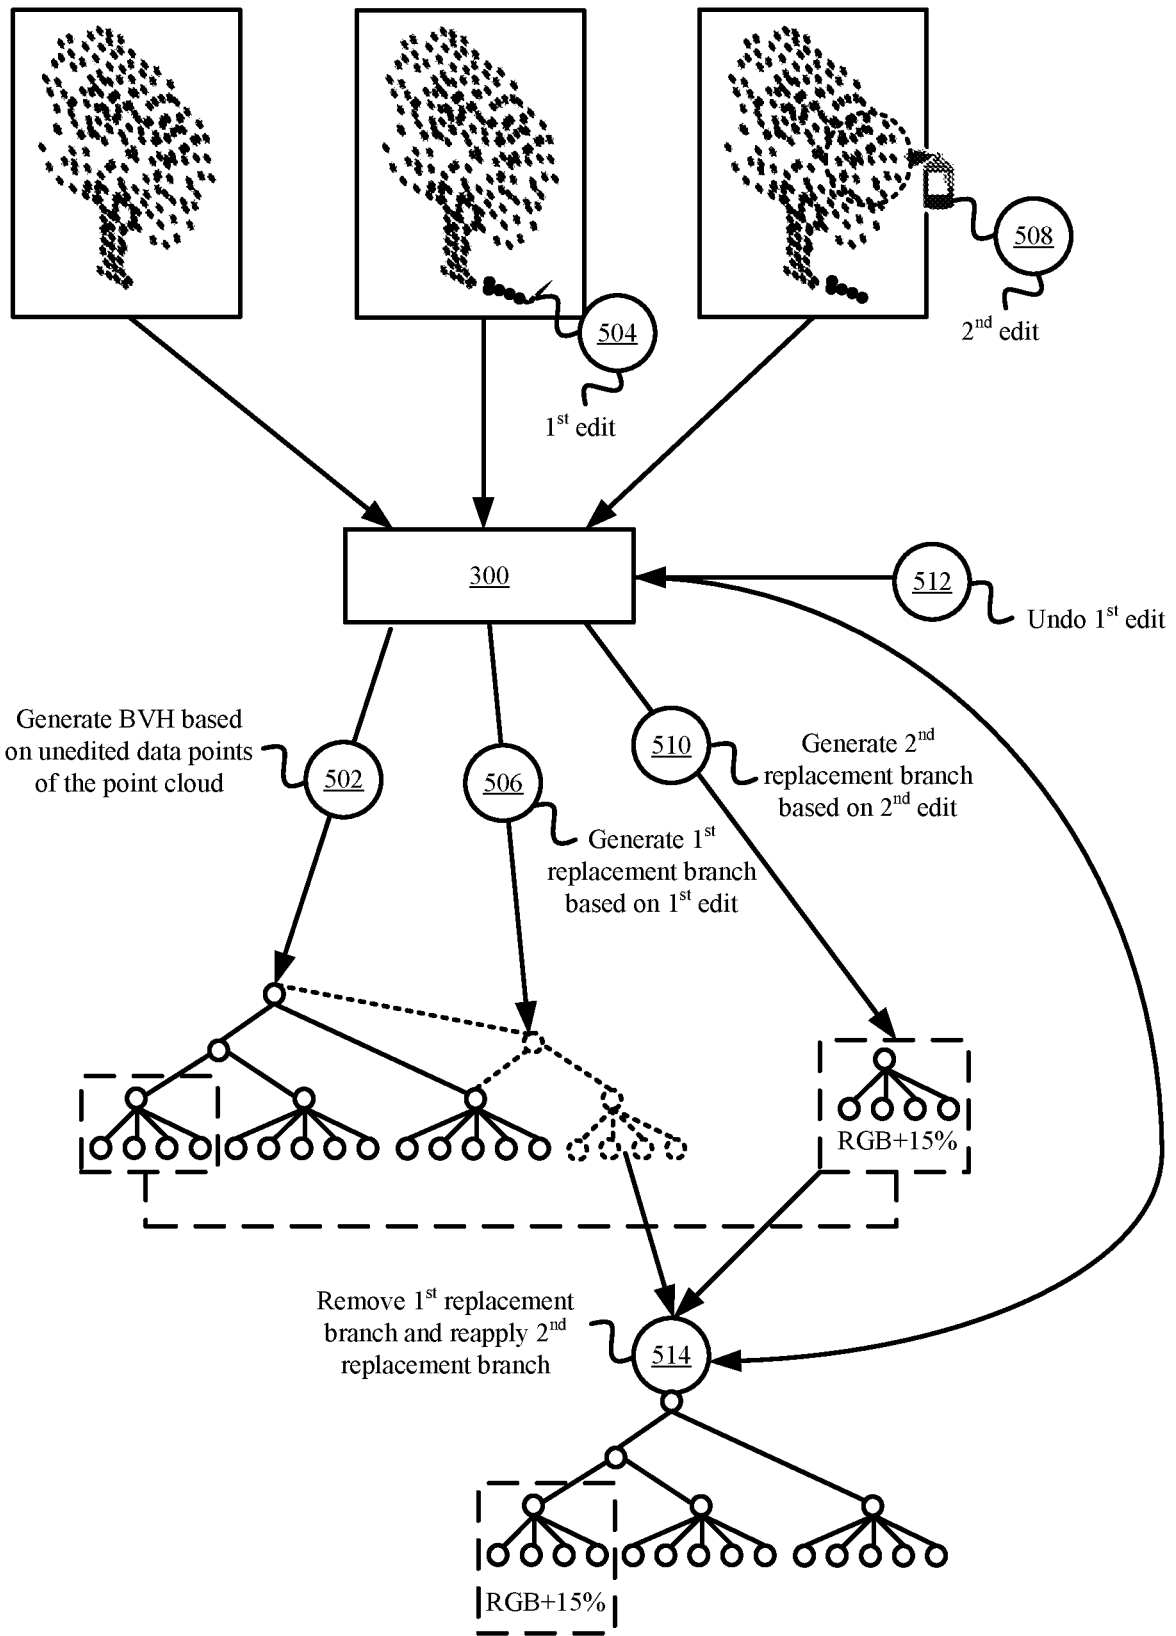 508
2nd edit
504
1st edit
300
512
Undo 1st edit
Generate BVH based
on unedited data points
of the point cloud
502
506
510
Generate 2nd
replacement branch
based on 2nd edit
Generate 1st
replacement branch
based on 1st edit
RGB+15%
Remove 1st replacement
branch and reapply 2nd
replacement branch
514
RGB+15%